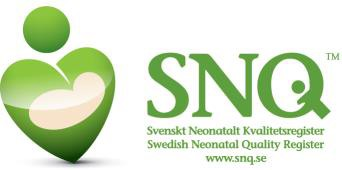 SNQ™
Svenskt Neonatalt Kvalitetsregister
Swedish Neonatal Quality Register
www.snq.se